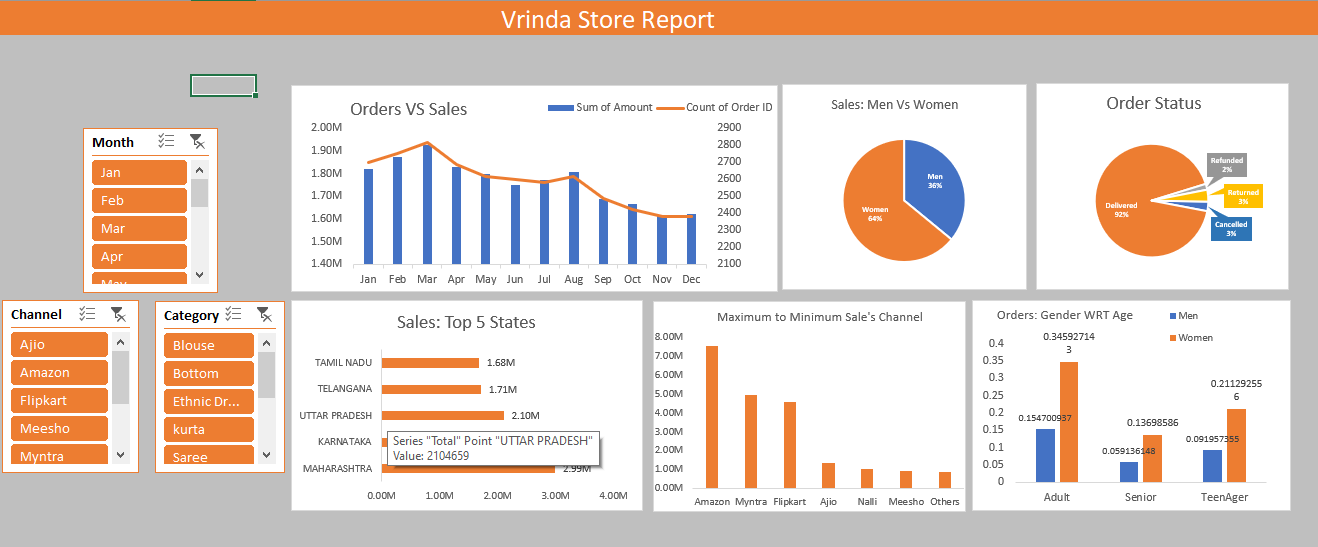 Vrinda Store Report
Month
Jan
Feb
Mar
Apr
May
Channel
Ajio
Amazon
Flipkart
Meesho
Myntra
Category
Blouse
Bottom
Ethnic Dr...
kurta
Saree
Orders VS Sales
Sum of Amount Count of Order ID
2.00M
1.90M
1.80M
1.70M
1.60M
1.50M
1.40M
2900
2800
2700
2600
2500
2400
2300
2200
2100
Jan Feb Mar Apr May Jun Jul Aug Sep Oct Nov Dec
Sales: Men Vs Women
Men
36%
Women
64%
Order Status
Refunded
2%
Returned
3%
Cancelled
3%
Delivered
92%
Sales: Top 5 States
TAMIL NADU 1.68M
TELANGANA 1.71M
UTTAR PRADESH 2.10M
KARNATAKA
MAHARASHTRA 2.99M
Series "Total" Point "UTTAR PRADESH"
Value: 2104659
0.00M 1.00M 2.00M 3.00M 4.00M
Maximum to Minimum Sale's Channel
8.00M
7.00M
6.00M
5.00M
4.00M
3.00M
2.00M
1.00M
0.00M
Amazon Myntra Flipkart Ajio Nalli Meesho Others
Orders: Gender WRT Age
Men
Women
0.4
0.35
0.3
0.25
0.2
0.15
0.1
0.05
0
0.154700937
0.34592714
3
0.059136148
0.13698586
0.091957355
0.21129255
6
Adult Senior TeenAger